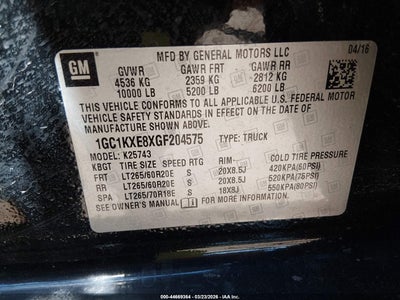 GM
MFD BY GENERAL MOTORS LLC
04/16
GVWR GAWR FRT GAWR RR
4536 KG 2359 KG 2812 KG
10000 LB 5200 LB 6200 LB
THIS VEHICLE CONFORMS TO ALL APPLICABLE U.S. FEDERAL MOTOR
VEHICLE SAFETY STANDARDS IN EFFECT ON THE DATE OF
MANUFACTURE SHOWN ABOVE.
1GC1KXE8XGF204575 TYPE: TRUCK
MODEL: K25743
KBGT TIRE SIZE SPEED RTG RIM COLD TIRE PRESSURE
FRT LT265/60R20E S 20X8.5J 420KPA(60PSI)
RR LT265/60R20E S 20X8.5J 520KPA(75PSI)
SPA LT265/70R18E S 18X8J 550KPA(80PSI)
SEE OWNER'S MANUAL FOR ADDITIONAL INFORMATION
000-44669364 | 03/23/2026 - IAA